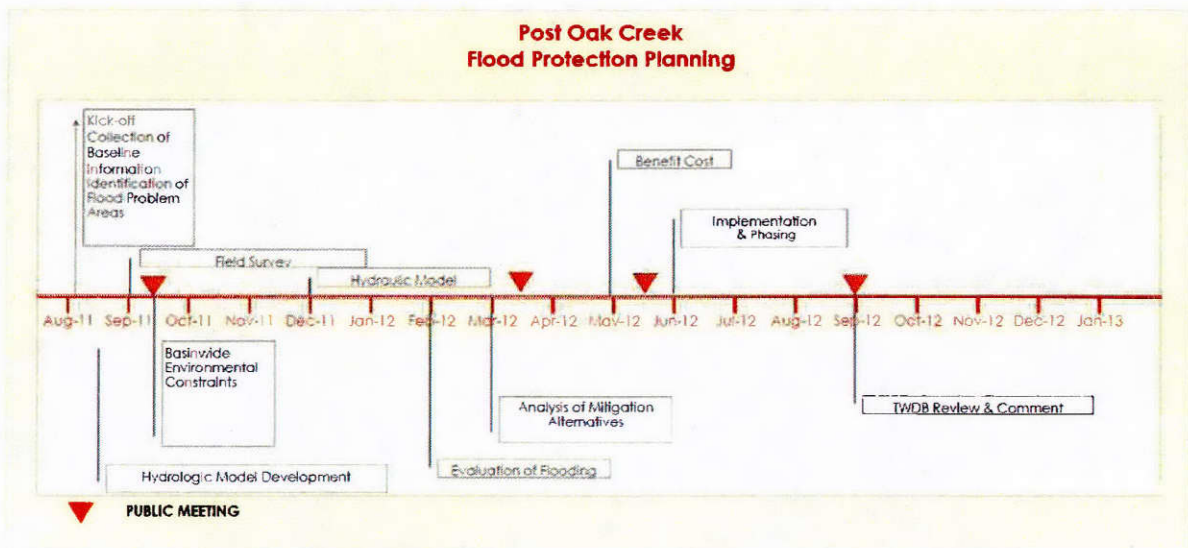 Post Oak Creek
Flood Protection Planning
Kick-off
Collection of
Baseline
Information
Identification of
Flood Problem
Areas
Benefit Cost
Implementation
& Phasing
Field Survey
Hydraulic Model
Aug-11 Sep-11 Oct-11 Nov-11 Dec-11 Jan-12 Feb-12 Mar-12 Apr-12 May-12 Jun-12 Jul-12 Aug-12 Sep-12 Oct-12 Nov-12 Dec-12 Jan-13
Basinwide
Environmental
Constraints
Analysis of Mitigation
Alternatives
TWDB Review & Comment
Evaluation of Flooding
Hydrologic Model Development
PUBLIC MEETING